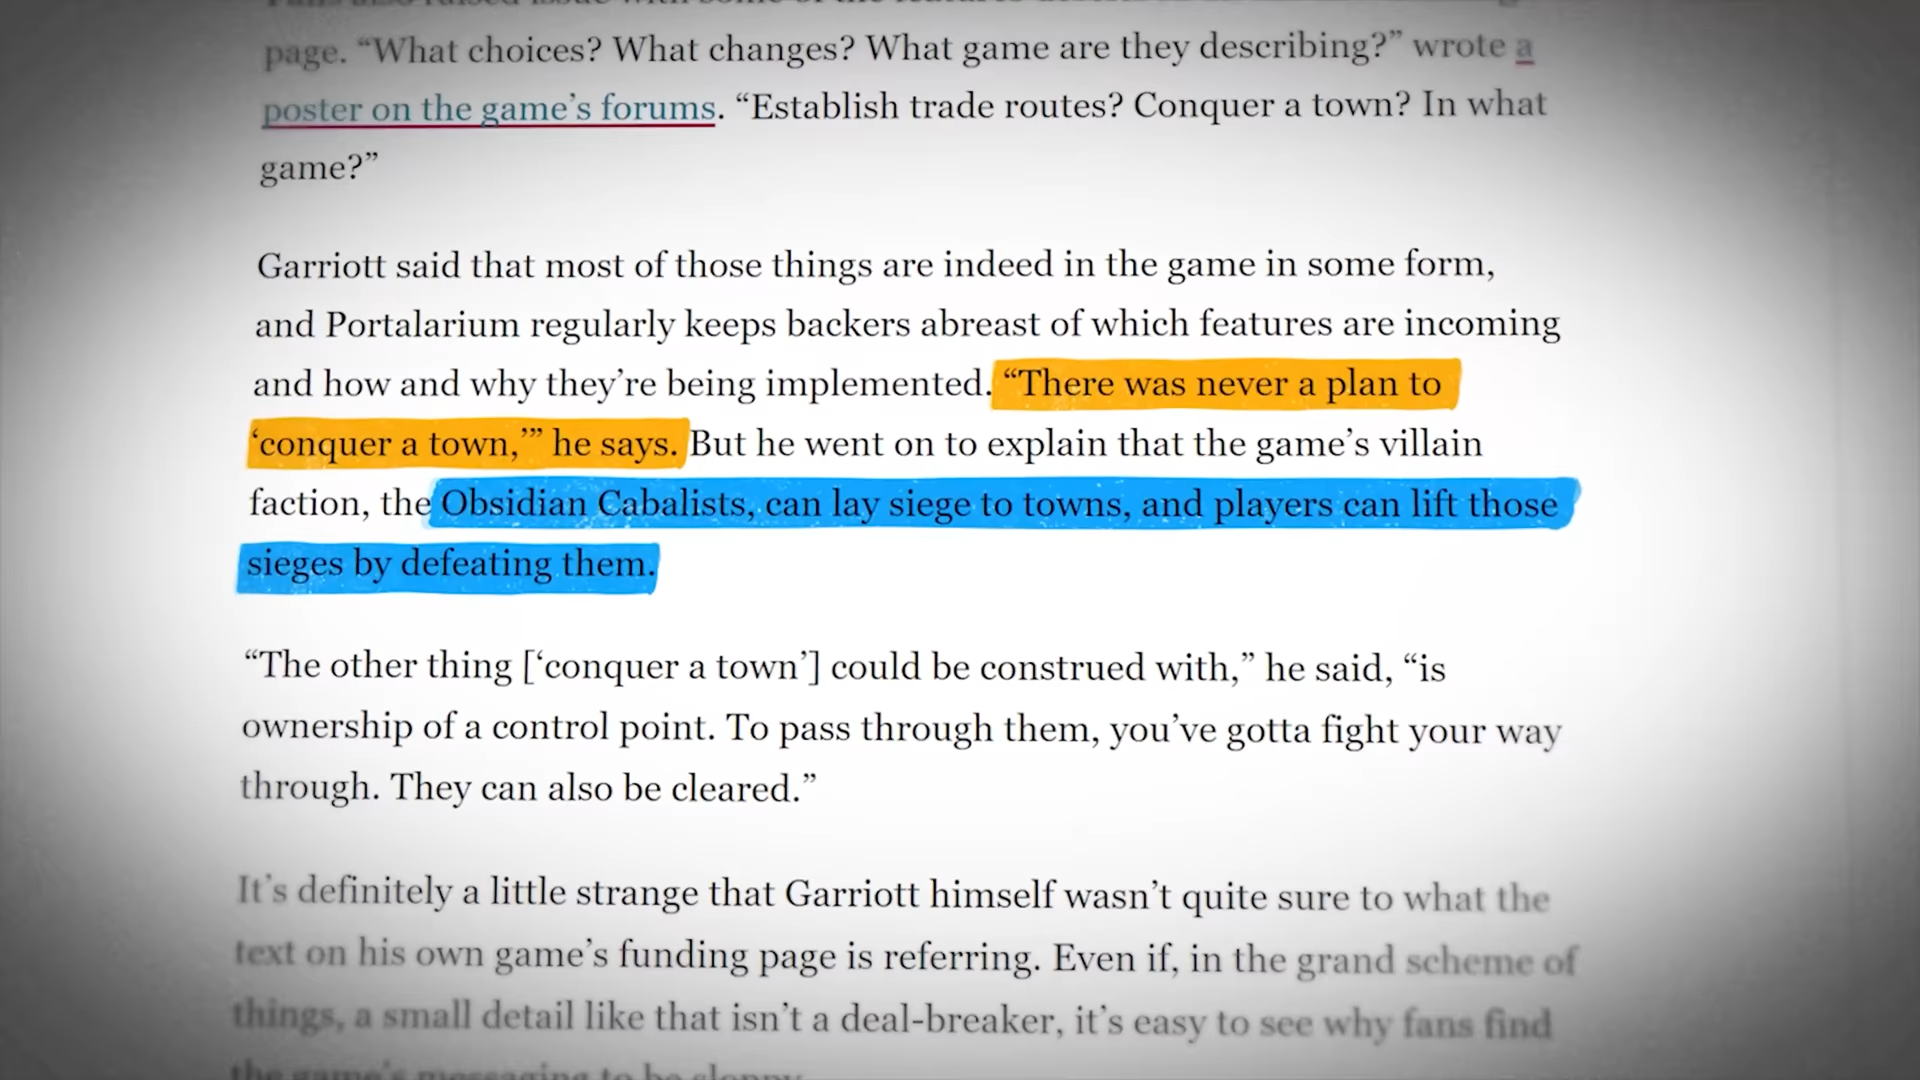 page. “What choices? What changes? What game are they describing?” wrote a
poster on the game’s forums. “Establish trade routes? Conquer a town? In what
game?”
Garriott said that most of those things are indeed in the game in some form,
and Portalarium regularly keeps backers abreast of which features are incoming
and how and why they’re being implemented. “There was never a plan to
‘conquer a town,’” he says. But he went on to explain that the game’s villain
faction, the Obsidian Cabalists, can lay siege to towns, and players can lift those
sieges by defeating them.
“The other thing [‘conquer a town’] could be construed with,” he said, “is
ownership of a control point. To pass through them, you’ve gotta fight your way
through. They can also be cleared.”
It’s definitely a little strange that Garriott himself wasn’t quite sure to what the
text on his own game’s funding page is referring. Even if, in the grand scheme of
things, a small detail like that isn’t a deal-breaker, it’s easy to see why fans find
the game’s messaging to be sloppy.